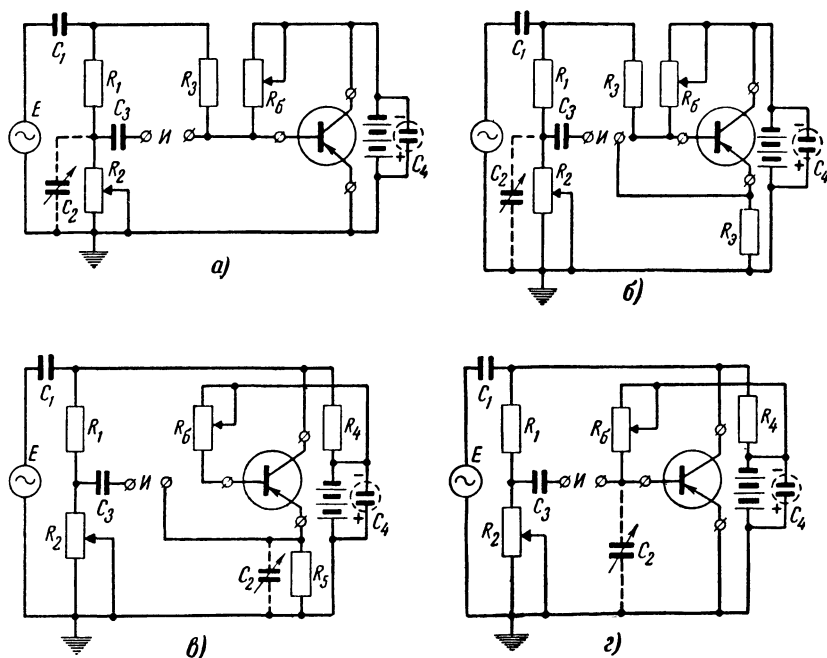 C₁
R₁
C₃
E
И
R₂
C₂
R₃
Rб
−
+
C₄
а)
C₁
R₁
C₃
E
И
R₂
C₂
R₃
Rб
−
+
C₄
Rэ
б)
C₁
R₁
E
C₃
И
R₂
Rб
R₄
−
+
C₄
C₂
R₅
в)
C₁
R₁
E
C₃
И
R₂
Rб
R₄
−
+
C₄
C₂
г)